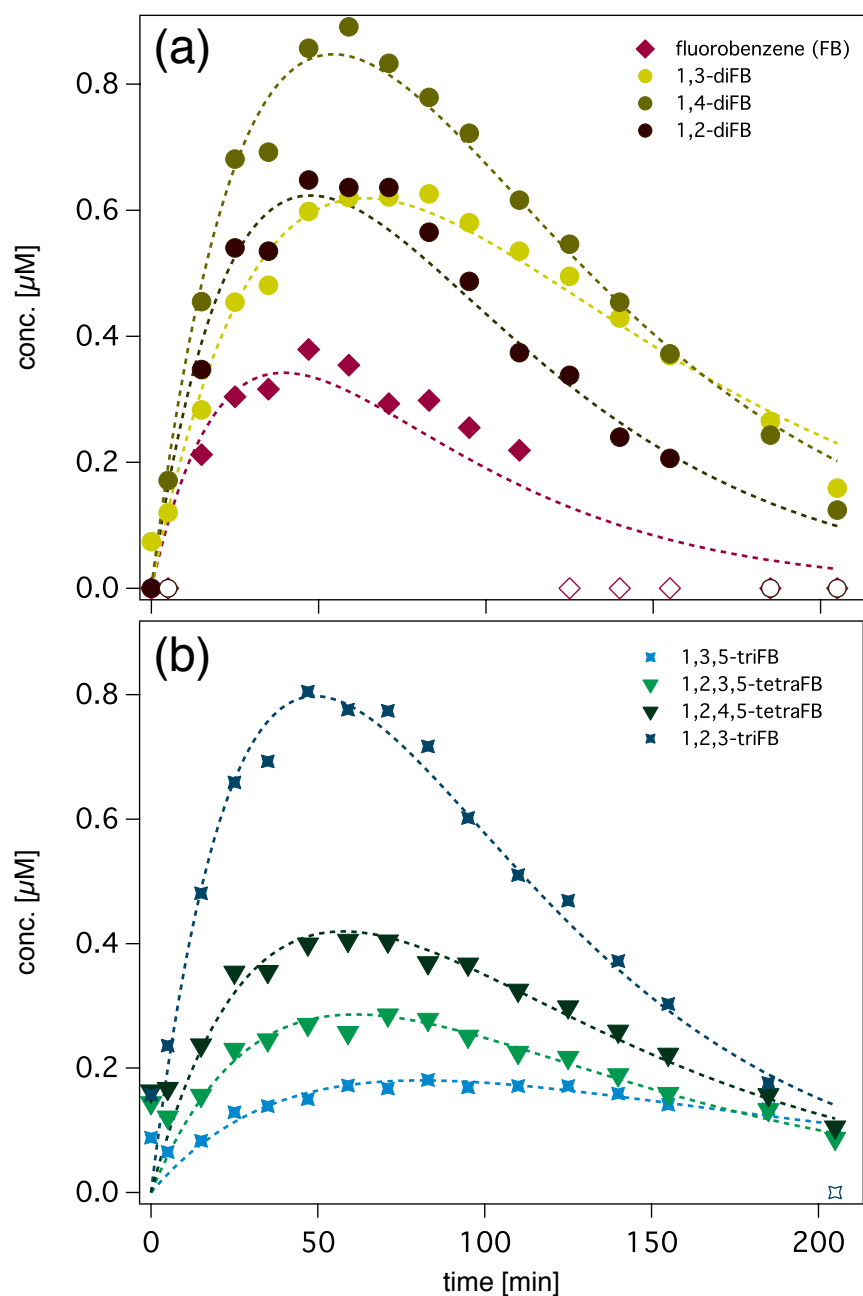 (a)
fluorobenzene (FB)
1,3-diFB
1,4-diFB
1,2-diFB
0.8
0.6
0.4
0.2
0.0
conc. [µM]
(b)
1,3,5-triFB
1,2,3,5-tetraFB
1,2,4,5-tetraFB
1,2,3-triFB
0.8
0.6
0.4
0.2
0.0
conc. [µM]
0 50 100 150 200
time [min]